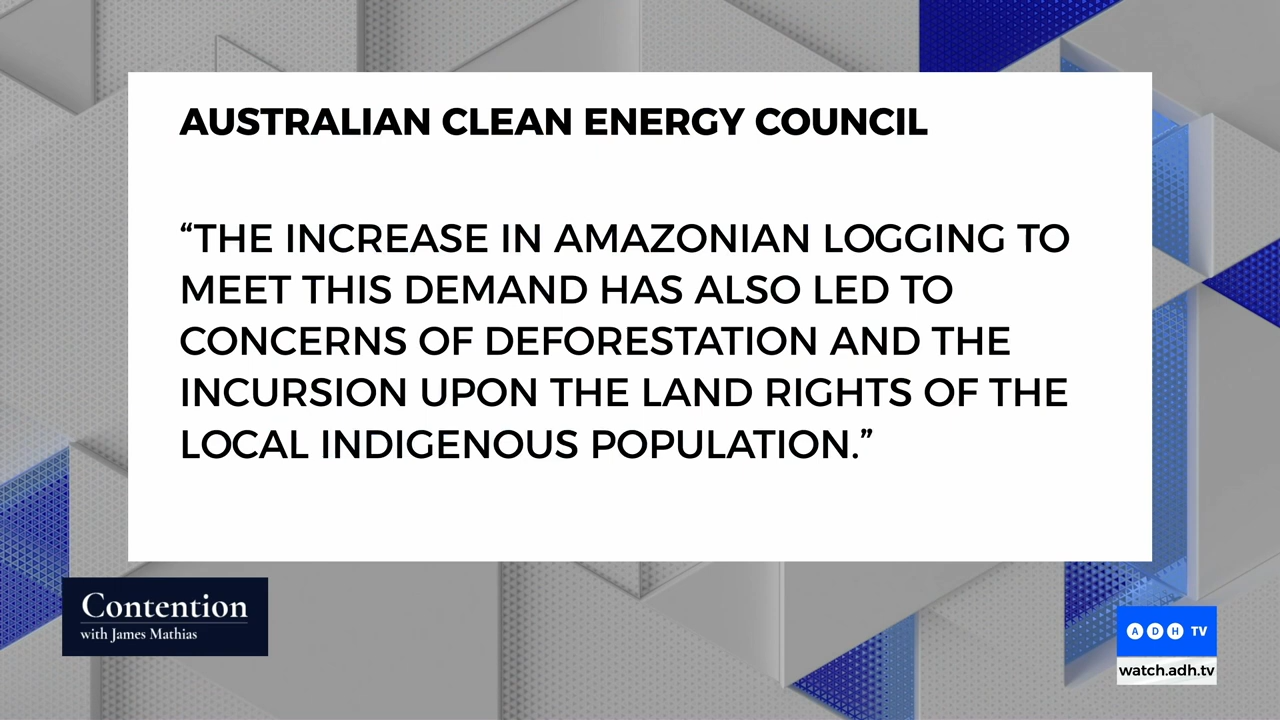 AUSTRALIAN CLEAN ENERGY COUNCIL
“THE INCREASE IN AMAZONIAN LOGGING TO
MEET THIS DEMAND HAS ALSO LED TO
CONCERNS OF DEFORESTATION AND THE
INCURSION UPON THE LAND RIGHTS OF THE
LOCAL INDIGENOUS POPULATION.”
Contention
with James Mathias
ADH TV
watch.adh.tv